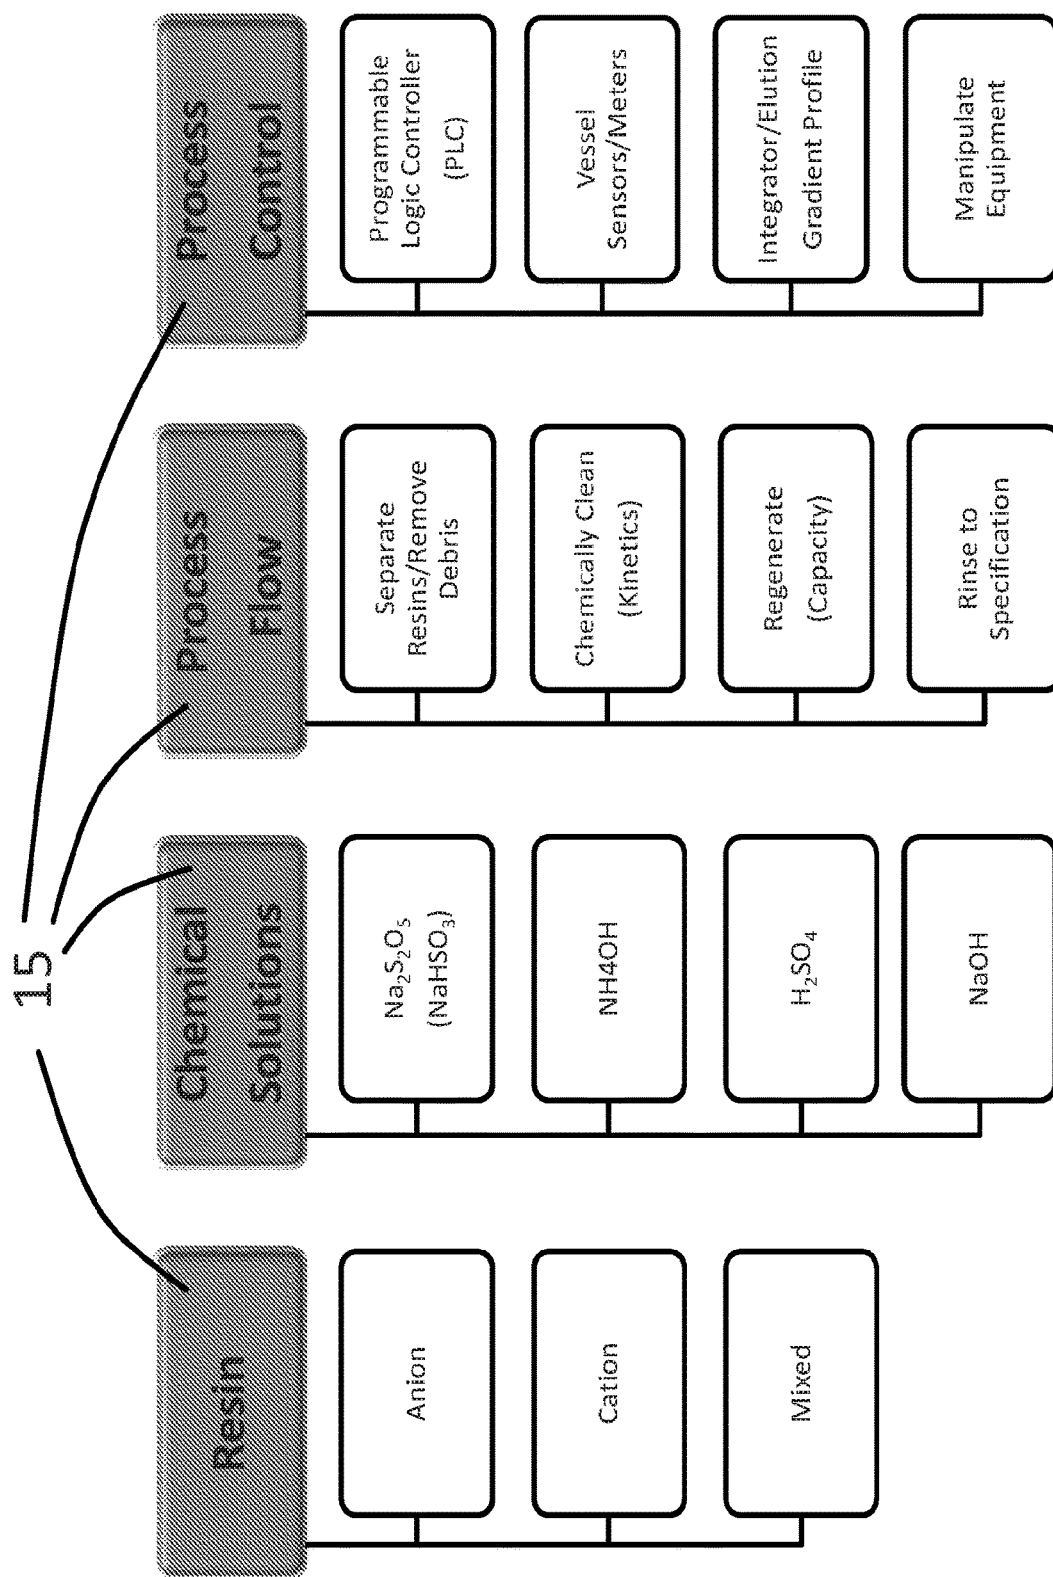 15
Resin
Anion
Cation
Mixed
Chemical
Solutions
Na₂S₂O₅
(NaHSO₃)
NH4OH
H₂SO₄
NaOH
Process
Flow
Separate
Resins/Remove
Debris
Chemically Clean
(Kinetics)
Regenerate
(Capacity)
Rinse to
Specification
Process
Control
Programmable
Logic Controller
(PLC)
Vessel
Sensors/Meters
Integrator/Elution
Gradient Profile
Manipulate
Equipment